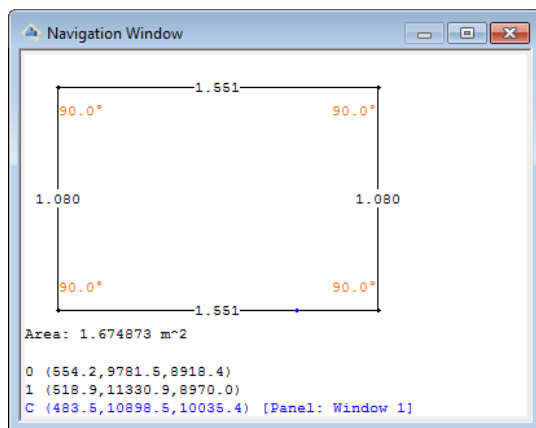 Navigation Window
1.551
90.0° 90.0°
1.080 1.080
90.0° 90.0°
1.551
Area: 1.674873 m^2
0 (554.2,9781.5,8918.4)
1 (518.9,11330.9,8970.0)
C (483.5,10898.5,10035.4) [Panel: Window 1]